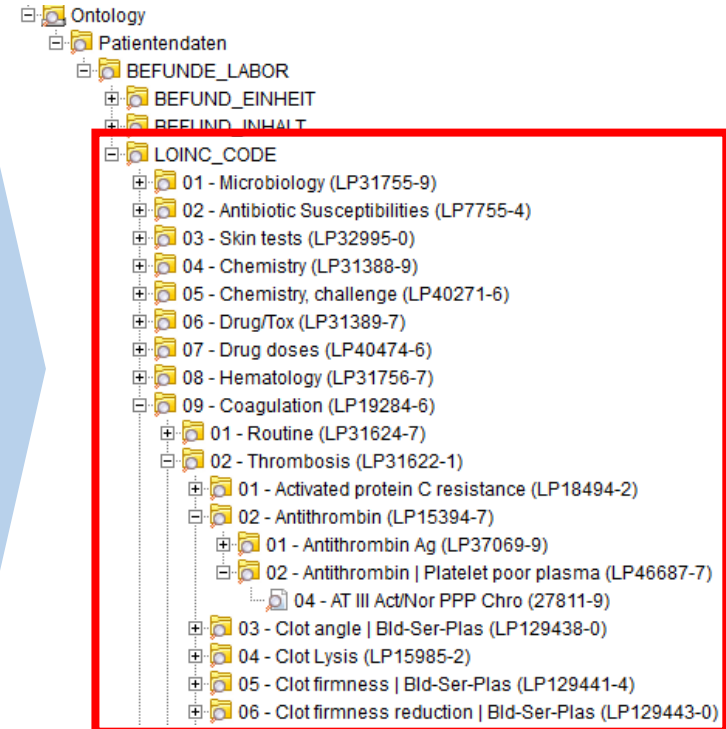 Ontology
Patientendaten
BEFUNDE_LABOR
BEFUND_EINHEIT
BEFUND_INHALT
LOINC_CODE
01 - Microbiology (LP31755-9)
02 - Antibiotic Susceptibilities (LP7755-4)
03 - Skin tests (LP32995-0)
04 - Chemistry (LP31388-9)
05 - Chemistry, challenge (LP40271-6)
06 - Drug/Tox (LP31389-7)
07 - Drug doses (LP40474-6)
08 - Hematology (LP31756-7)
09 - Coagulation (LP19284-6)
01 - Routine (LP31624-7)
02 - Thrombosis (LP31622-1)
01 - Activated protein C resistance (LP18494-2)
02 - Antithrombin (LP15394-7)
01 - Antithrombin Ag (LP37069-9)
02 - Antithrombin | Platelet poor plasma (LP46687-7)
04 - AT III Act/Nor PPP Chro (27811-9)
03 - Clot angle | Bld-Ser-Plas (LP129438-0)
04 - Clot Lysis (LP15985-2)
05 - Clot firmness | Bld-Ser-Plas (LP129441-4)
06 - Clot firmness reduction | Bld-Ser-Plas (LP129443-0)